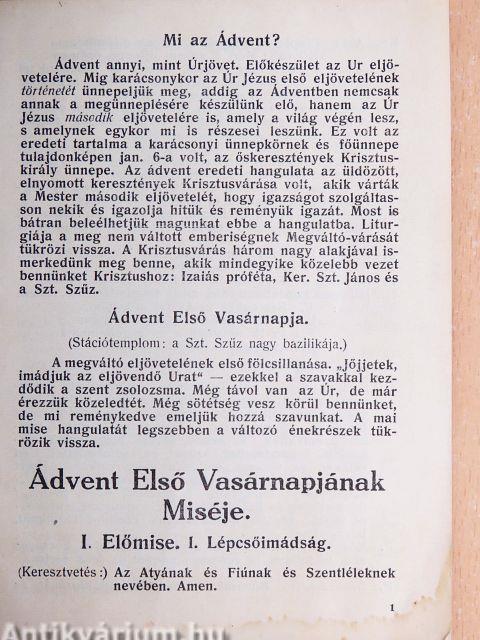 Mi az Ádvent?
Ádvent annyi, mint Úrjövet. Előkészület az Ur eljö-
vetelére. Mig karácsonykor az Úr Jézus első eljövetelének
történetét ünnepeljük meg, addig az Ádventben nemcsak
annak a megünneplésére készülünk elő, hanem az Úr
Jézus második eljövetelére is, amely a világ végén lesz,
s amelynek egykor mi is részesei leszünk. Ez volt az
eredeti tartalma a karácsonyi ünnepkörnek és főünnepe
tulajdonképen jan. 6-a volt, az őskeresztények Krisztus-
király ünnepe. Az ádvent eredeti hangulata az üldözött,
elnyomott keresztények Krisztusvárása volt, akik várták
a Mester második eljövetelét, hogy igazságot szolgáltas-
son nekik és igazolja hitük és reményük igazát. Most is
bátran beleélhetjük magunkat ebbe a hangulatba. Litur-
giája a meg nem váltott emberiségnek Megváltó-várását
tükrözi vissza. A Krisztusvárás három nagy alakjával is-
merkedünk meg benne, akik mindegyike közelebb vezet
bennünket Krisztushoz: Izaiás próféta, Ker. Szt. János és
a Szt. Szűz.
Ádvent Első Vasárnapja.
(Stációtemplom: a Szt. Szűz nagy bazilikája.)
A megváltó eljövetelének első fölcsillanása. „Jőjjetek,
imádjuk az eljövendő Urat“ — ezekkel a szavakkal kez-
dődik a szent zsolozsma. Még távol van az Úr, de már
érezzük közeledtét. Még sötétség vesz körül bennünket,
de mi reménykedve emeljük hozzá szavunkat. A mai
mise hangulatát legszebben a változó énekrészek tük-
rözik vissza.
Ádvent Első Vasárnapjának
Miséje.
I. Előmise. 1. Lépcsőimádság.
(Keresztvetés:) Az Atyának és Fiúnak és Szentléleknek
nevében. Amen.
1
Antikvárium.hu